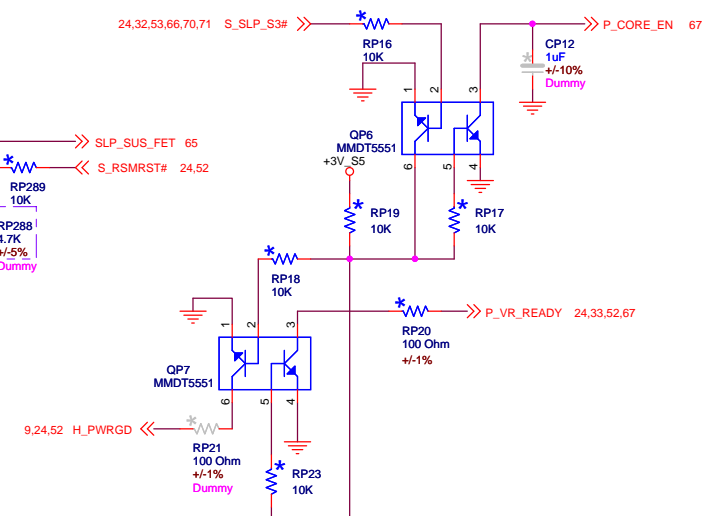 24,32,53,66,70,71 S_SLP_S3#
RP16
10K
P_CORE_EN 67
CP12
1uF
+/-10%
Dummy
1
2
3
QP6
MMDT5551
6
5
4
SLP_SUS_FET 65
S_RSMRST# 24,52
RP289
10K
RP288
4.7K
+/-5%
Dummy
+3V_S5
RP19
10K
RP17
10K
RP18
10K
1
2
3
P_VR_READY 24,33,52,67
RP20
100 Ohm
+/-1%
QP7
MMDT5551
6
5
4
9,24,52 H_PWRGD
RP21
100 Ohm
+/-1%
Dummy
RP23
10K